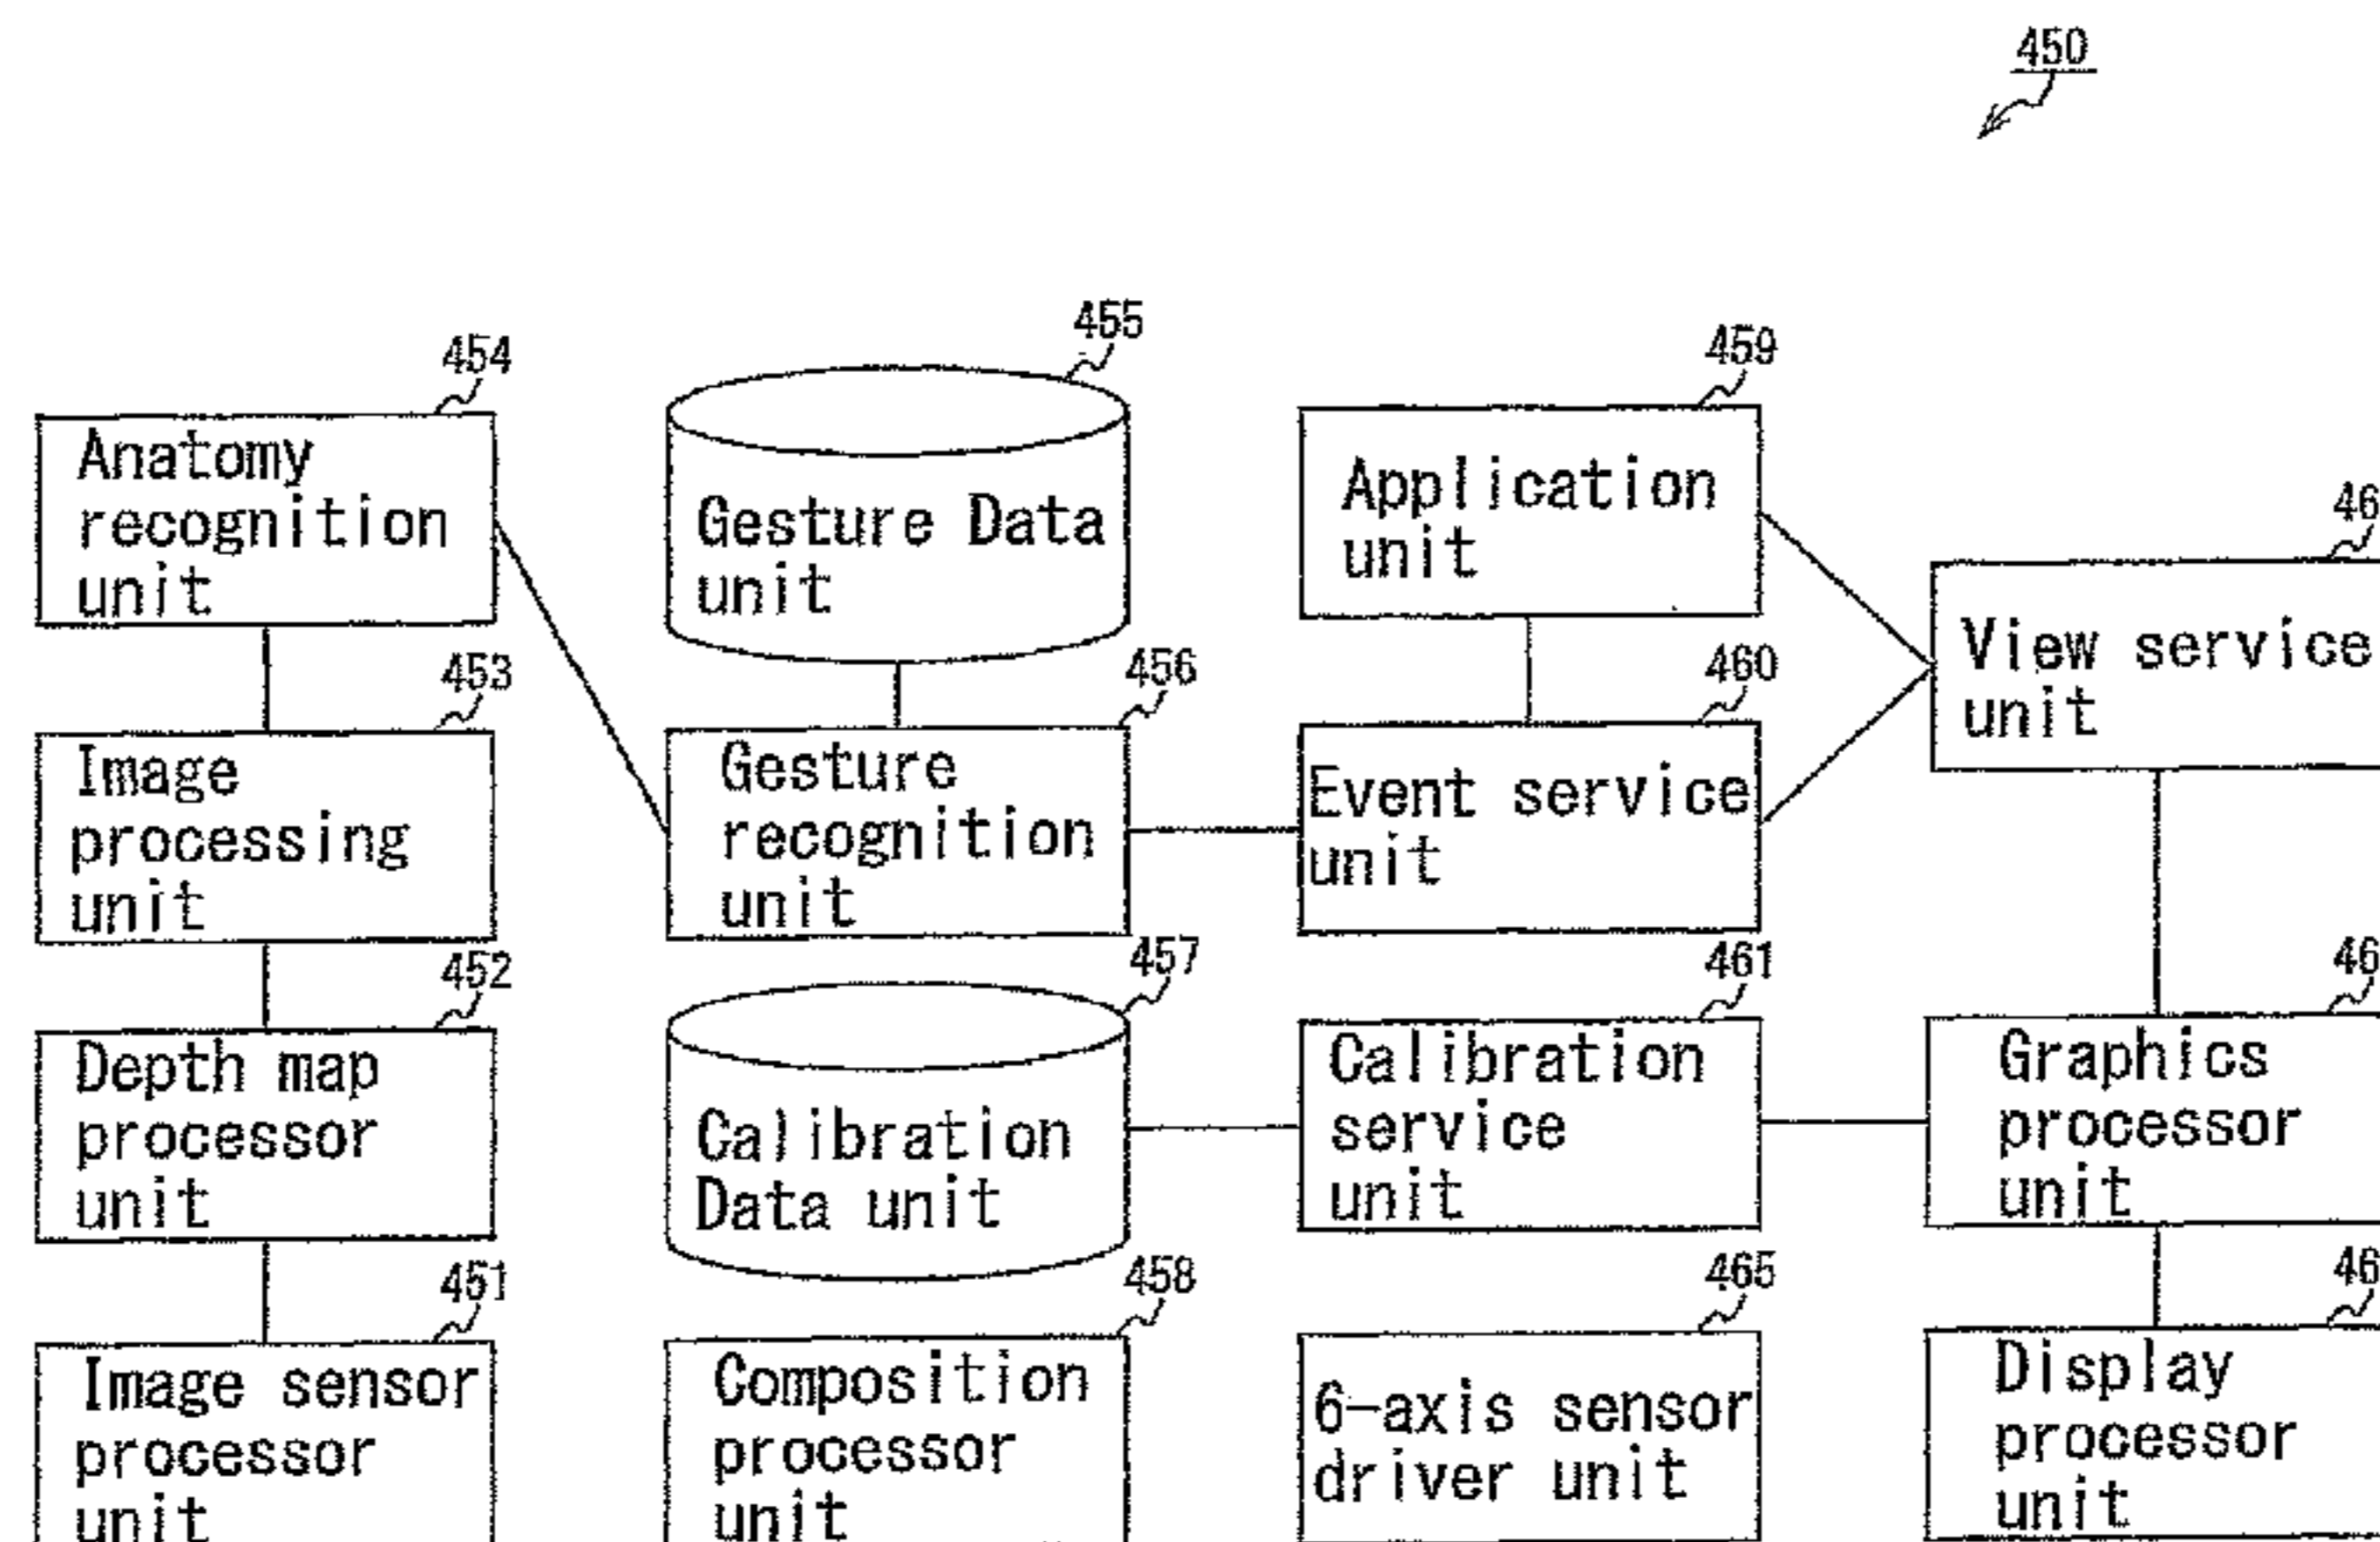 450
454
Anatomy
recognition
unit
455
Gesture Data
unit
459
Application
unit
46
View service
unit
453
Image
processing
unit
456
Gesture
recognition
unit
460
Event service
unit
452
Depth map
processor
unit
457
Calibration
Data unit
461
Calibration
service
unit
46
Graphics
processor
unit
451
Image sensor
processor
unit
458
Composition
processor
unit
465
6-axis sensor
driver unit
46
Display
processor
unit